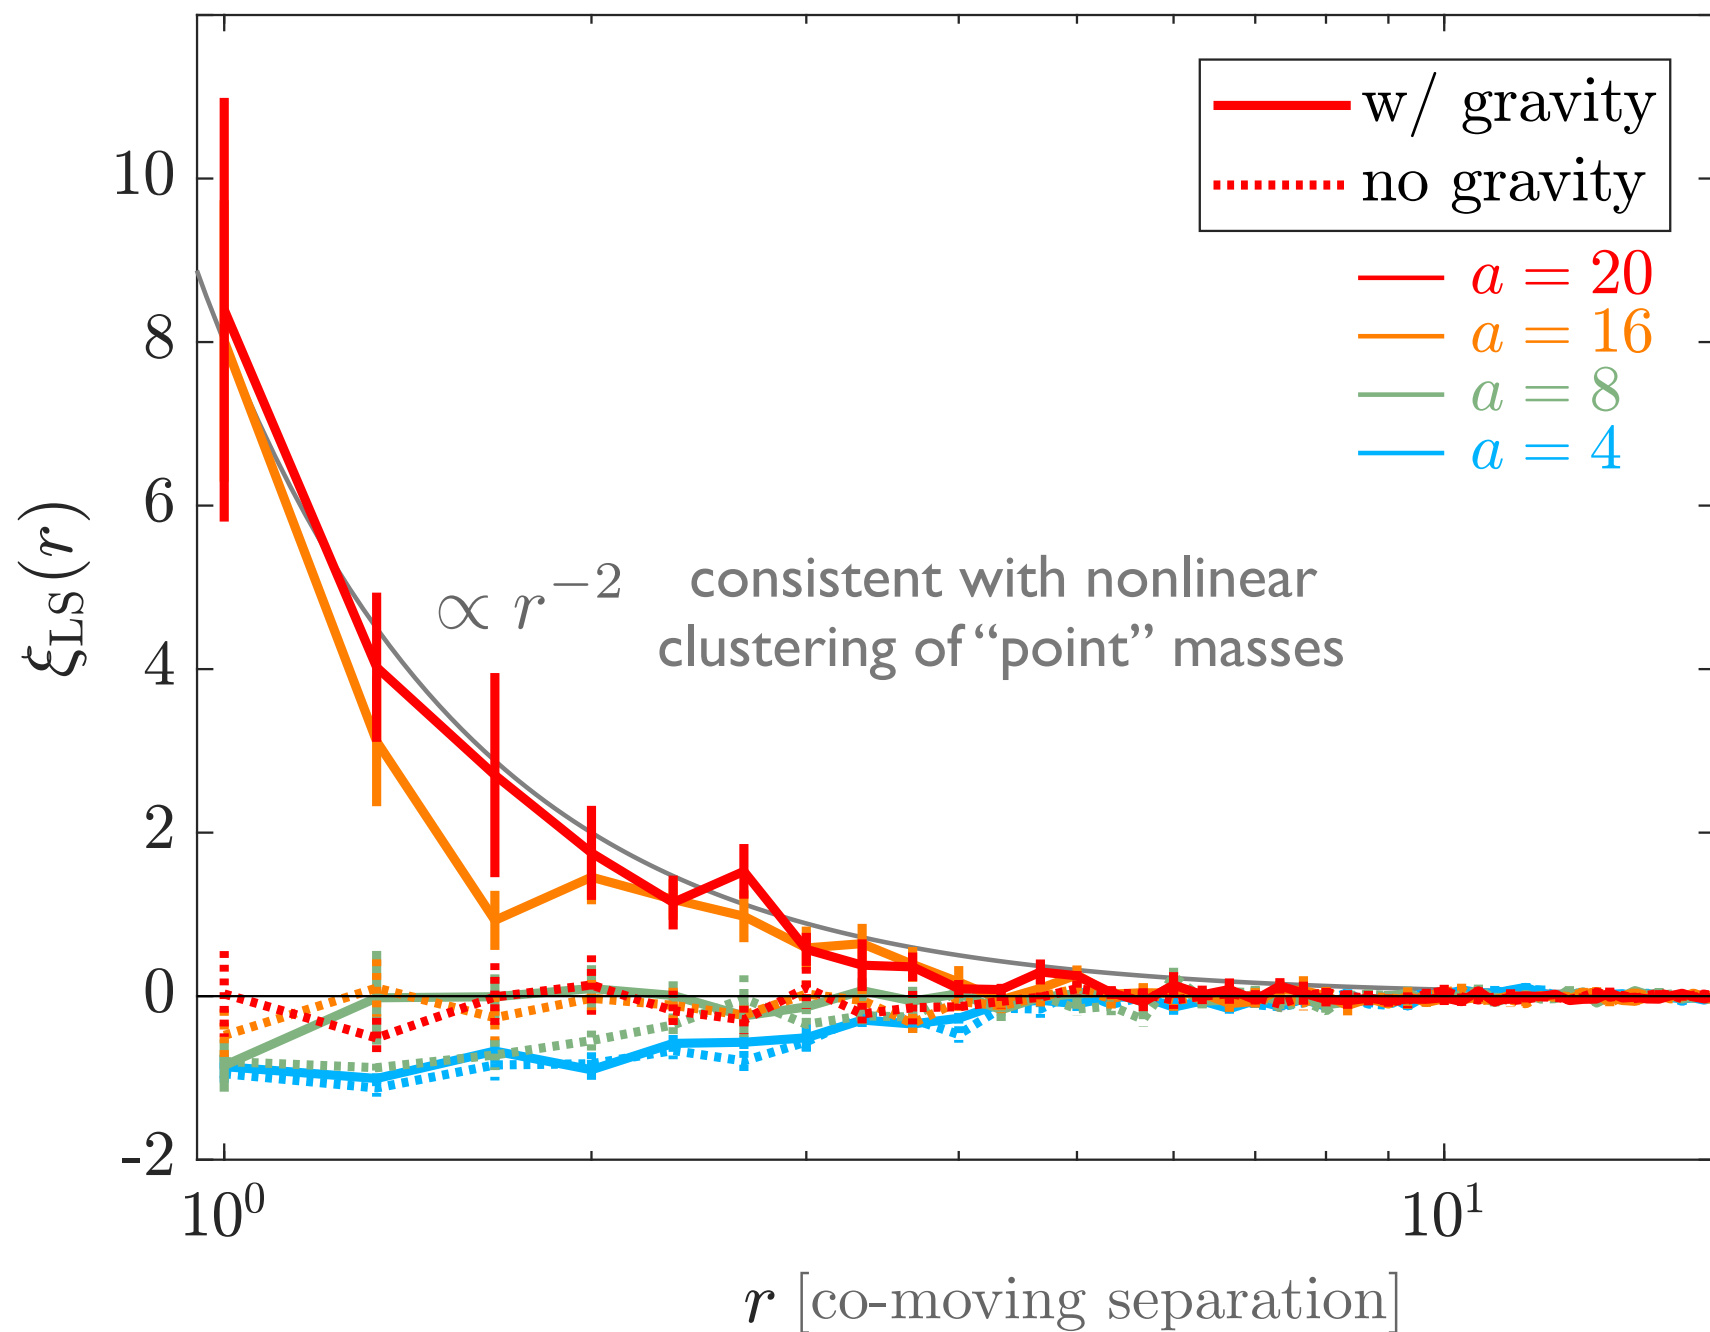 w/ gravity
no gravity
a = 20
a = 16
a = 8
a = 4
10
8
6
4
2
0
-2
ξLS(r)
∝ r⁻² consistent with nonlinear
clustering of “point” masses
10⁰ 10¹
r [co-moving separation]